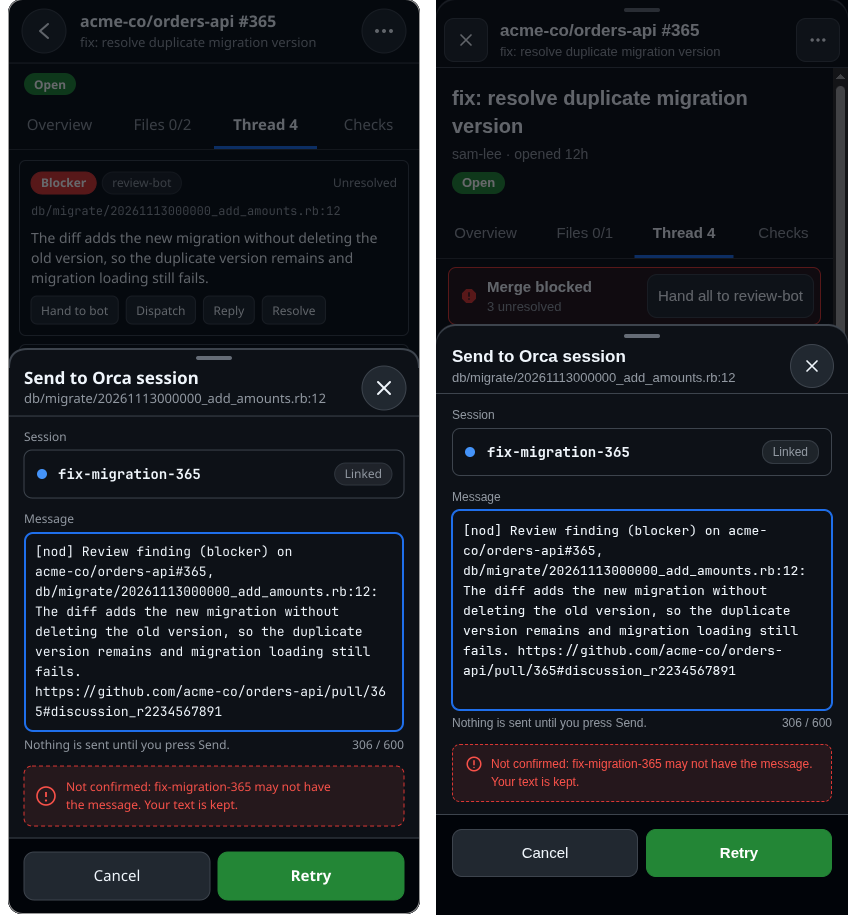 acme-co/orders-api #365
fix: resolve duplicate migration version
Open
Overview
Files 0/2
Thread 4
Checks
Blocker
review-bot
Unresolved
db/migrate/20261113000000_add_amounts.rb:12
The diff adds the new migration without deleting the
old version, so the duplicate version remains and
migration loading still fails.
Hand to bot
Dispatch
Reply
Resolve
Send to Orca session
db/migrate/20261113000000_add_amounts.rb:12
Session
fix-migration-365
Linked
Message
[nod] Review finding (blocker) on
acme-co/orders-api#365,
db/migrate/20261113000000_add_amounts.rb:12:
The diff adds the new migration without
deleting the old version, so the duplicate
version remains and migration loading still
fails.
https://github.com/acme-co/orders-api/pull/36
5#discussion_r2234567891
Nothing is sent until you press Send.
306 / 600
Not confirmed: fix-migration-365 may not have
the message. Your text is kept.
Cancel
Retry
acme-co/orders-api #365
fix: resolve duplicate migration version
fix: resolve duplicate migration
version
sam-lee · opened 12h
Open
Overview
Files 0/1
Thread 4
Checks
Merge blocked
3 unresolved
Hand all to review-bot
Send to Orca session
db/migrate/20261113000000_add_amounts.rb:12
Session
fix-migration-365
Linked
Message
[nod] Review finding (blocker) on acme-
co/orders-api#365,
db/migrate/20261113000000_add_amounts.rb:12:
The diff adds the new migration without
deleting the old version, so the duplicate
version remains and migration loading still
fails. https://github.com/acme-co/orders-
api/pull/365#discussion_r2234567891
Nothing is sent until you press Send.
306 / 600
Not confirmed: fix-migration-365 may not have the message.
Your text is kept.
Cancel
Retry